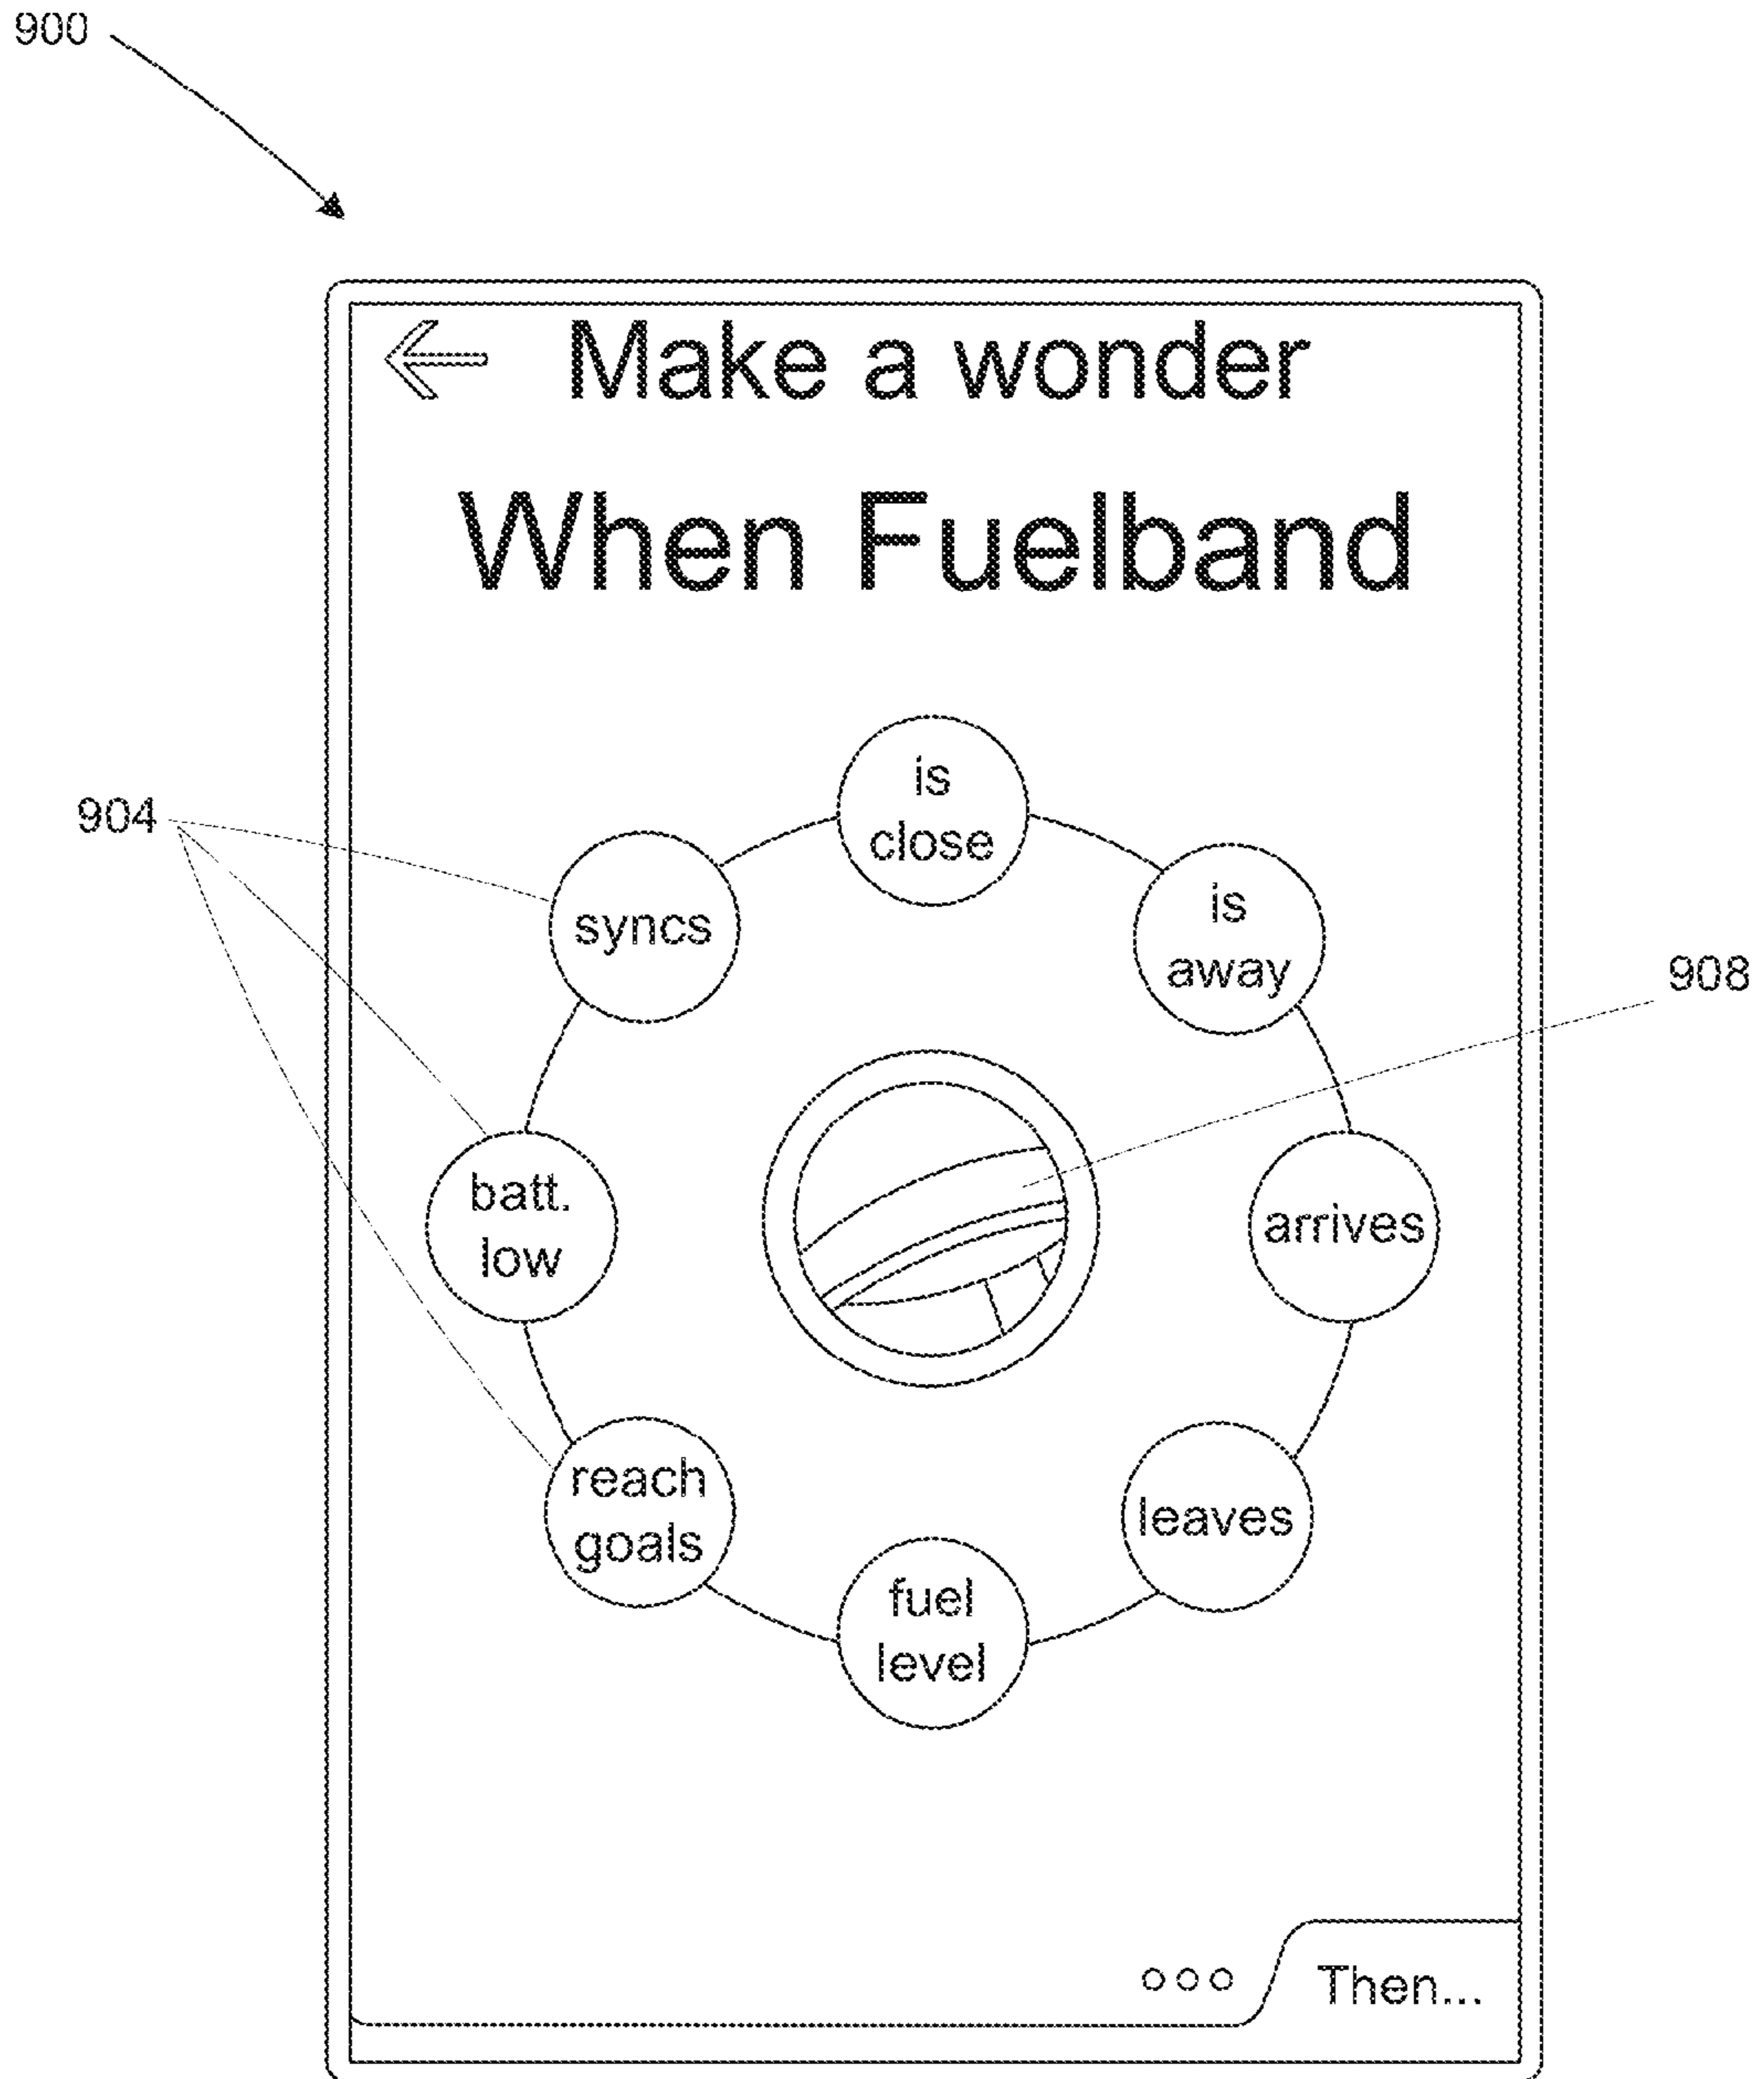 900
Make a wonder
When Fuelband
is
close
904
syncs
is
away
908
batt.
low
arrives
reach
goals
leaves
fuel
level
Then...